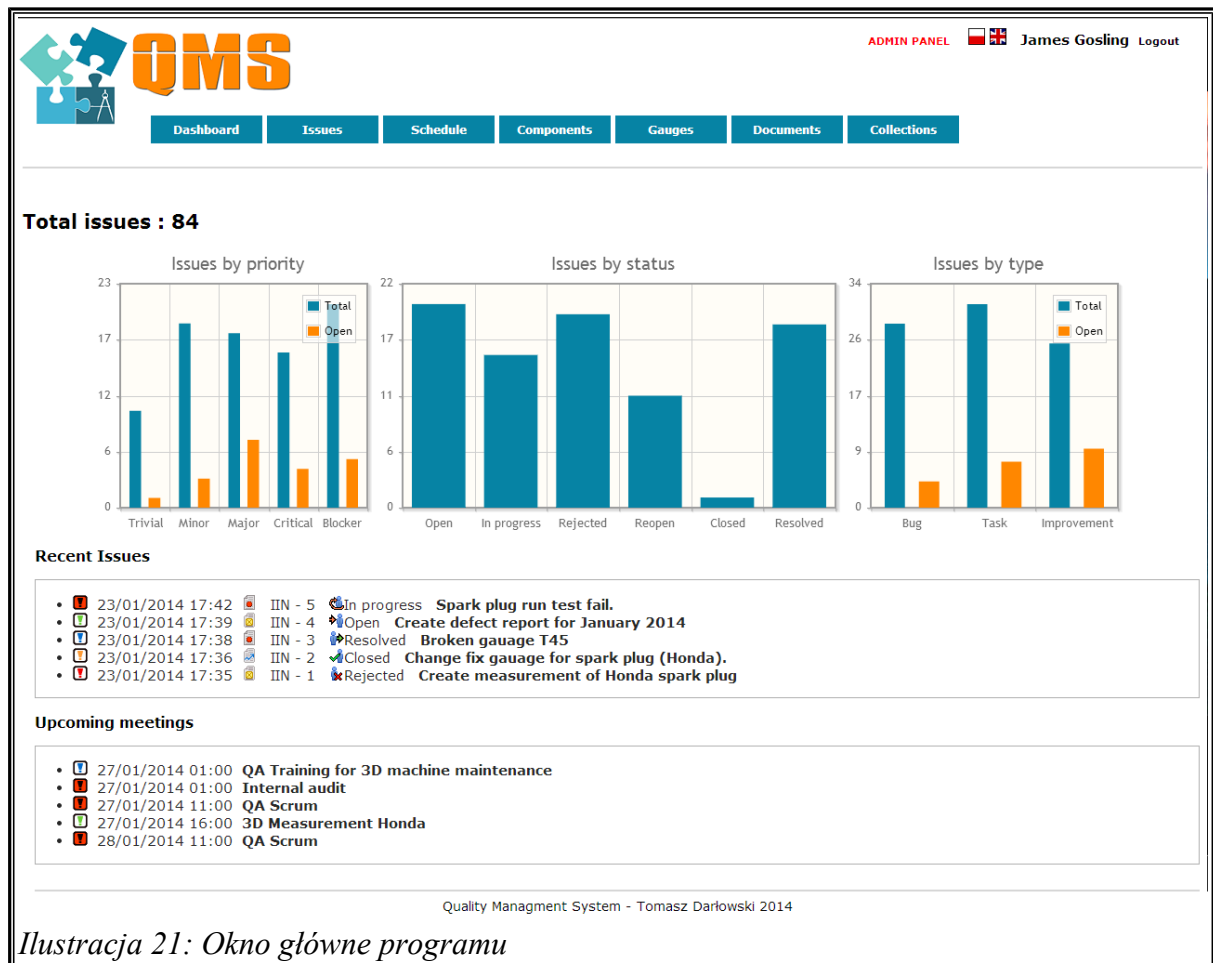 QMS
ADMIN PANEL James Gosling Logout
Dashboard Issues Schedule Components Gauges Documents Collections
Total issues : 84
Issues by priority
23
17
12
6
0
Total
Open
Trivial Minor Major Critical Blocker
Issues by status
22
17
11
6
0
Open In progress Rejected Reopen Closed Resolved
Issues by type
34
26
17
9
0
Total
Open
Bug Task Improvement
Recent Issues
• 23/01/2014 17:42 IIN - 5 In progress Spark plug run test fail.
• 23/01/2014 17:39 IIN - 4 Open Create defect report for January 2014
• 23/01/2014 17:38 IIN - 3 Resolved Broken gauage T45
• 23/01/2014 17:36 IIN - 2 Closed Change fix gauage for spark plug (Honda).
• 23/01/2014 17:35 IIN - 1 Rejected Create measurement of Honda spark plug
Upcoming meetings
• 27/01/2014 01:00 QA Training for 3D machine maintenance
• 27/01/2014 01:00 Internal audit
• 27/01/2014 11:00 QA Scrum
• 27/01/2014 16:00 3D Measurement Honda
• 28/01/2014 11:00 QA Scrum
Quality Managment System - Tomasz Darłowski 2014
Ilustracja 21: Okno główne programu